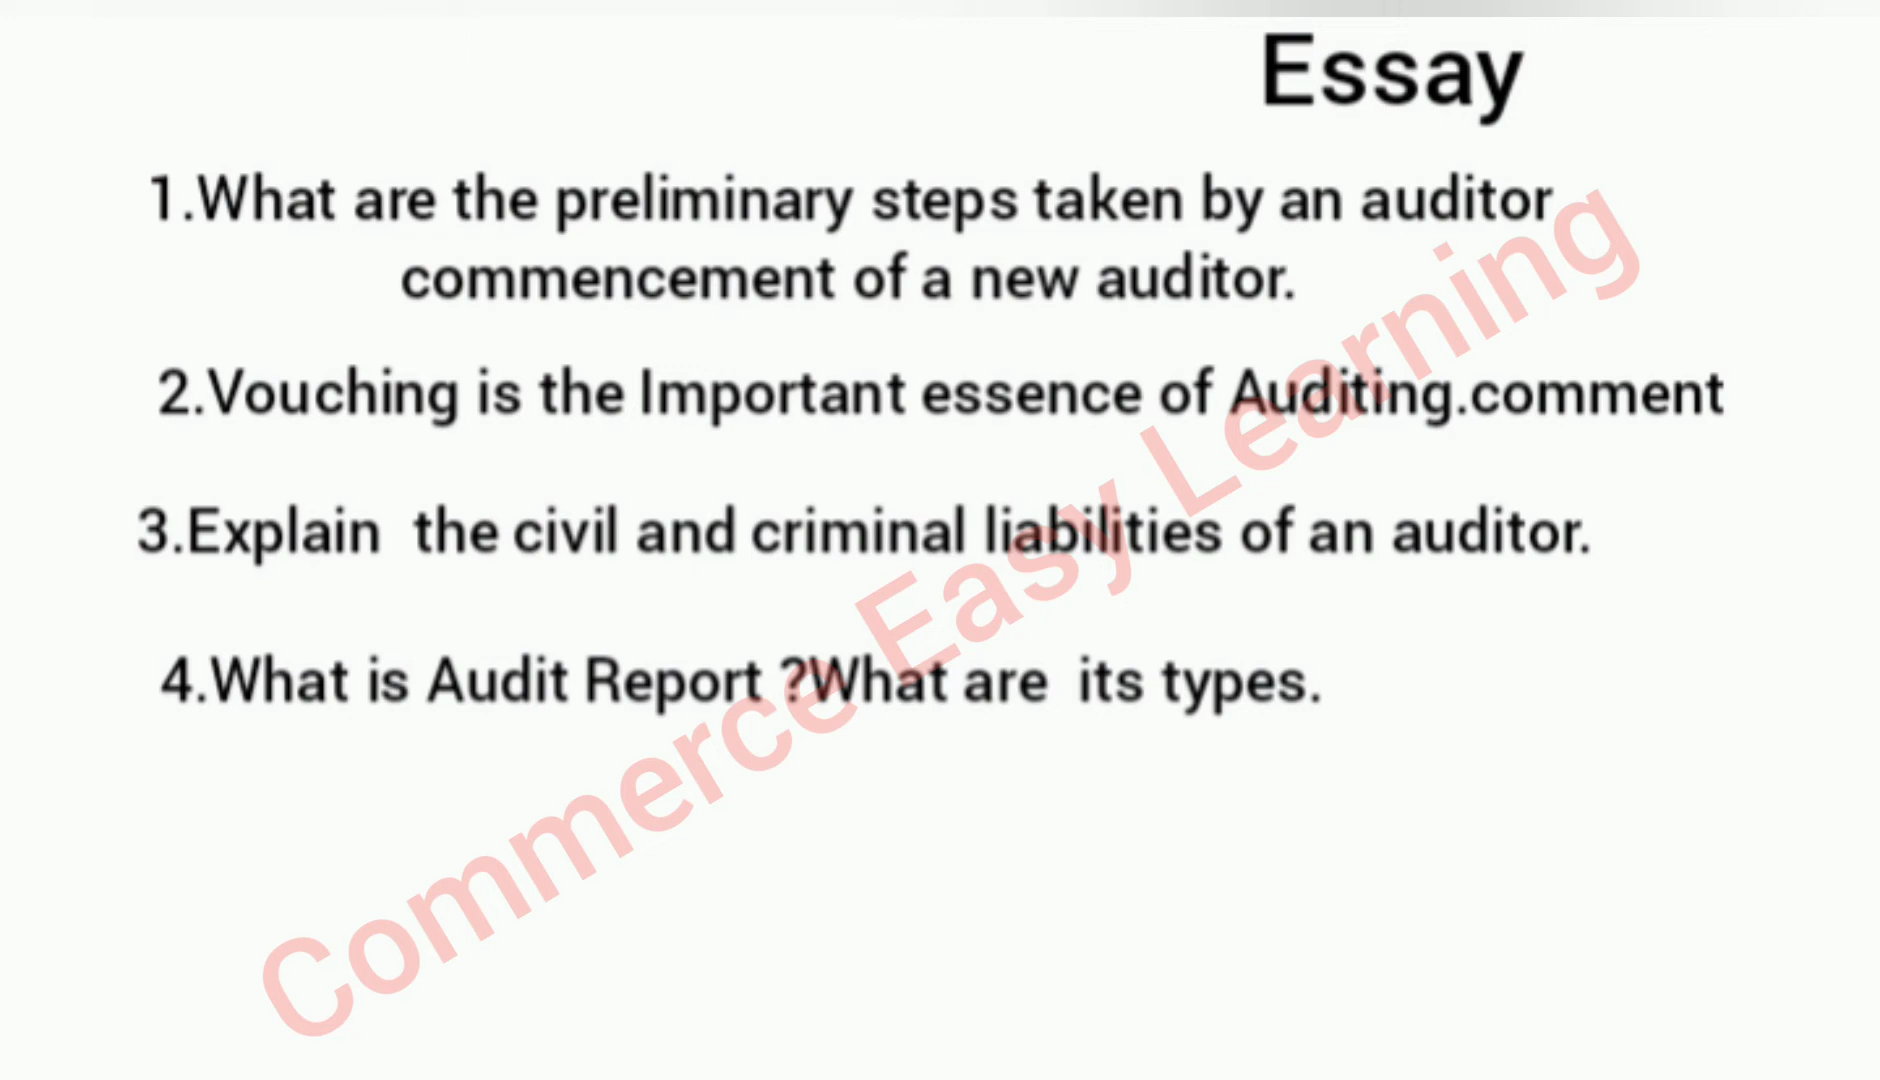 Essay
1.What are the preliminary steps taken by an auditor
commencement of a new auditor.
2.Vouching is the Important essence of Auditing.comment
3.Explain the civil and criminal liabilities of an auditor.
4.What is Audit Report ?What are its types.
Commerce Easy Learning